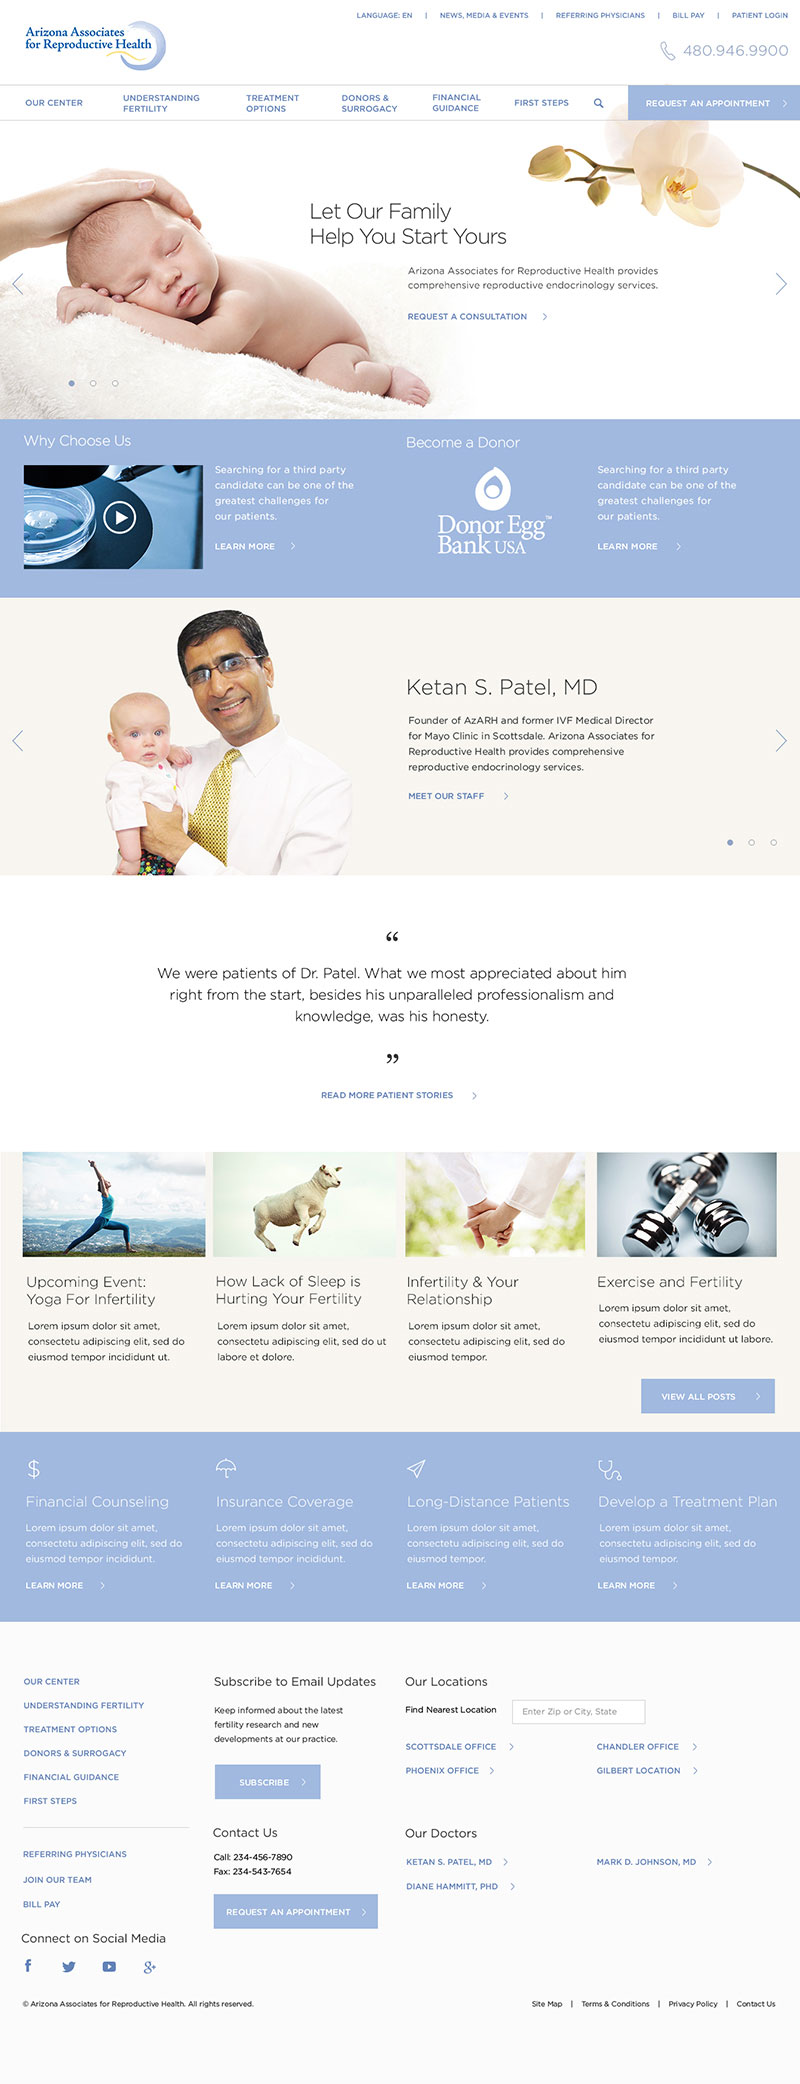 LANGUAGE: EN | NEWS, MEDIA & EVENTS | REFERRING PHYSICIANS | BILL PAY | PATIENT LOGIN
Arizona Associates
for Reproductive Health
480.946.9900
OUR CENTER
UNDERSTANDING
FERTILITY
TREATMENT
OPTIONS
DONORS &
SURROGACY
FINANCIAL
GUIDANCE
FIRST STEPS
REQUEST AN APPOINTMENT
Let Our Family
Help You Start Yours
Arizona Associates for Reproductive Health provides
comprehensive reproductive endocrinology services.
REQUEST A CONSULTATION
Why Choose Us
Searching for a third party
candidate can be one of the
greatest challenges for
our patients.
LEARN MORE
Become a Donor
Donor Egg™
Bank USA
Searching for a third party
candidate can be one of the
greatest challenges for
our patients.
LEARN MORE
Ketan S. Patel, MD
Founder of AzARH and former IVF Medical Director
for Mayo Clinic in Scottsdale. Arizona Associates for
Reproductive Health provides comprehensive
reproductive endocrinology services.
MEET OUR STAFF
“
We were patients of Dr. Patel. What we most appreciated about him
right from the start, besides his unparalleled professionalism and
knowledge, was his honesty.
”
READ MORE PATIENT STORIES
Upcoming Event:
Yoga For Infertility
Lorem ipsum dolor sit amet,
consectetu adipiscing elit, sed do
eiusmod tempor incididunt ut.
How Lack of Sleep is
Hurting Your Fertility
Lorem ipsum dolor sit amet,
consectetu adipiscing elit, sed do ut
labore et dolore.
Infertility & Your
Relationship
Lorem ipsum dolor sit amet,
consectetu adipiscing elit, sed do
eiusmod tempor.
Exercise and Fertility
Lorem ipsum dolor sit amet,
consectetu adipiscing elit, sed do
eiusmod tempor incididunt ut labore.
VIEW ALL POSTS
Financial Counseling
Lorem ipsum dolor sit amet,
consectetu adipiscing elit, sed do
eiusmod tempor incididunt.
LEARN MORE
Insurance Coverage
Lorem ipsum dolor sit amet,
consectetu adipiscing elit, sed do
eiusmod tempor incididunt.
LEARN MORE
Long-Distance Patients
Lorem ipsum dolor sit amet,
consectetu adipiscing elit, sed do
eiusmod tempor.
LEARN MORE
Develop a Treatment Plan
Lorem ipsum dolor sit amet,
consectetu adipiscing elit, sed do
eiusmod tempor.
LEARN MORE
OUR CENTER
UNDERSTANDING FERTILITY
TREATMENT OPTIONS
DONORS & SURROGACY
FINANCIAL GUIDANCE
FIRST STEPS
REFERRING PHYSICIANS
JOIN OUR TEAM
BILL PAY
Connect on Social Media
Subscribe to Email Updates
Keep informed about the latest
fertility research and new
developments at our practice.
SUBSCRIBE
Contact Us
Call: 234-456-7890
Fax: 234-543-7654
REQUEST AN APPOINTMENT
Our Locations
Find Nearest Location
Enter Zip or City, State
SCOTTSDALE OFFICE
CHANDLER OFFICE
PHOENIX OFFICE
GILBERT LOCATION
Our Doctors
KETAN S. PATEL, MD
MARK D. JOHNSON, MD
DIANE HAMMITT, PHD
© Arizona Associates for Reproductive Health. All rights reserved.
Site Map | Terms & Conditions | Privacy Policy | Contact Us